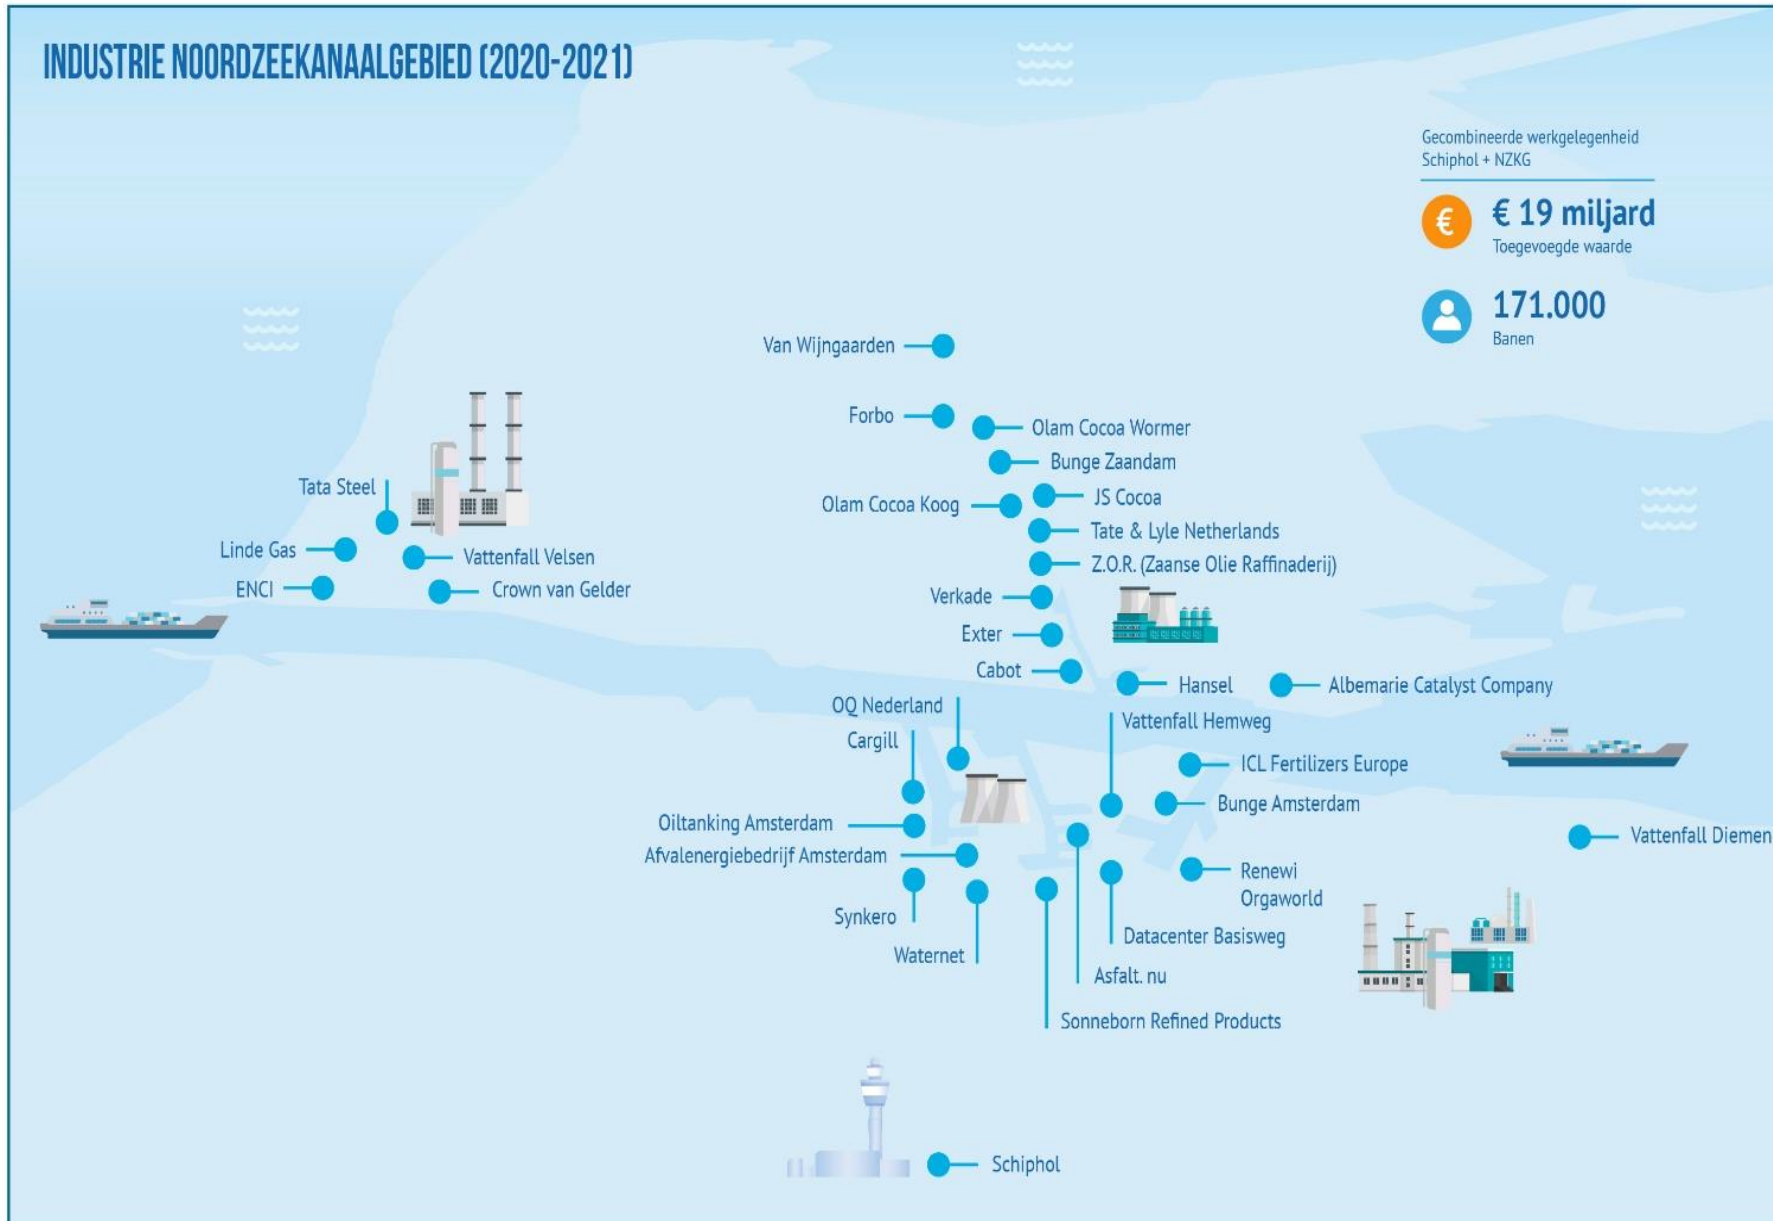 INDUSTRIE NOORDZEEKANAALGEBIED (2020-2021)
Gecombineerde werkgelegenheid
Schiphol + NZKG
€
€ 19 miljard
Toegevoegde waarde
171.000
Banen
Van Wijngaarden
Forbo
Olam Cocoa Wormer
Bunge Zaandam
Tata Steel
JS Cocoa
Olam Cocoa Koog
Tate & Lyle Netherlands
Linde Gas
Vattenfall Velsen
Z.O.R. (Zaanse Olie Raffinaderij)
ENCI
Crown van Gelder
Verkade
Exter
Cabot
Hansel
Albemarie Catalyst Company
OQ Nederland
Vattenfall Hemweg
Cargill
ICL Fertilizers Europe
Bunge Amsterdam
Oiltanking Amsterdam
Vattenfall Diemen
Afvalenergiebedrijf Amsterdam
Renewi
Orgaworld
Synkero
Datacenter Basisweg
Waternet
Asfalt. nu
Sonneborn Refined Products
Schiphol